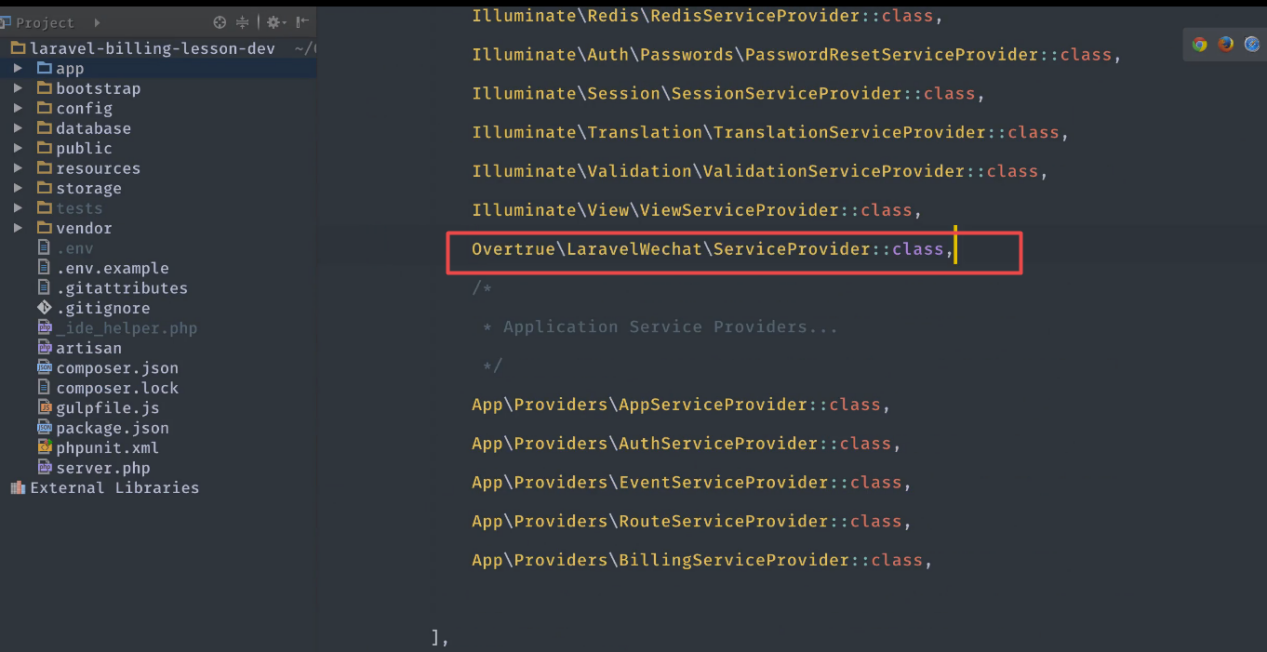 Project
laravel-billing-lesson-dev ~/
app
bootstrap
config
database
public
resources
storage
tests
vendor
.env
.env.example
.gitattributes
.gitignore
_ide_helper.php
artisan
composer.json
composer.lock
gulpfile.js
package.json
phpunit.xml
server.php
External Libraries
Illuminate\Redis\RedisServiceProvider::class,
Illuminate\Auth\Passwords\PasswordResetServiceProvider::class,
Illuminate\Session\SessionServiceProvider::class,
Illuminate\Translation\TranslationServiceProvider::class,
Illuminate\Validation\ValidationServiceProvider::class,
Illuminate\View\ViewServiceProvider::class,
Overtrue\LaravelWechat\ServiceProvider::class,
/*
* Application Service Providers...
*/
App\Providers\AppServiceProvider::class,
App\Providers\AuthServiceProvider::class,
App\Providers\EventServiceProvider::class,
App\Providers\RouteServiceProvider::class,
App\Providers\BillingServiceProvider::class,
],